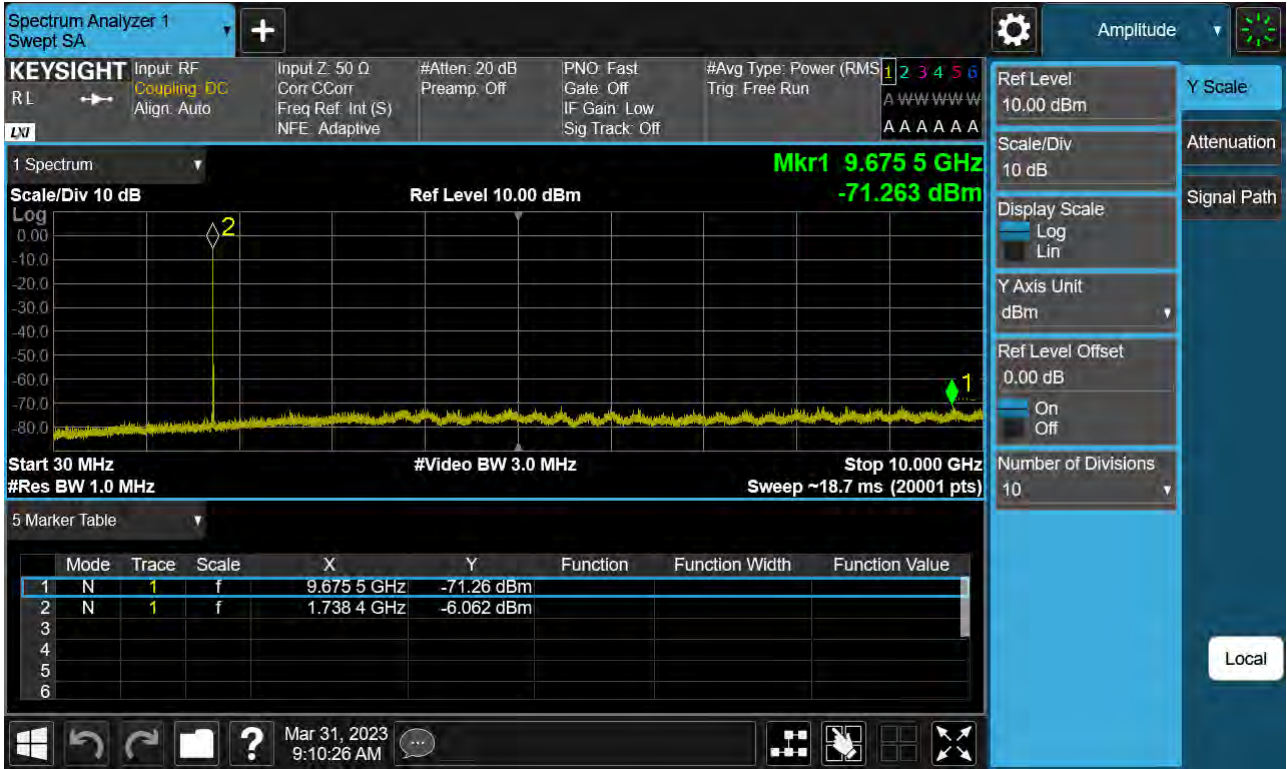 Spectrum Analyzer 1
Swept SA
Amplitude
KEYSIGHT
RL
LXI
Input: RF
Coupling: DC
Align: Auto
Input Z: 50 Ω
Corr CCorr
Freq Ref: Int (S)
NFE: Adaptive
#Atten: 20 dB
Preamp: Off
PNO: Fast
Gate: Off
IF Gain: Low
Sig Track: Off
#Avg Type: Power (RMS
Trig: Free Run
1 2 3 4 5 6
A W W W W W
A A A A A A
1 Spectrum
Mkr1 9.675 5 GHz
Scale/Div 10 dB
Ref Level 10.00 dBm
-71.263 dBm
Log
0.00
-10.0
-20.0
-30.0
-40.0
-50.0
-60.0
-70.0
-80.0
2
1
Start 30 MHz
#Video BW 3.0 MHz
Stop 10.000 GHz
#Res BW 1.0 MHz
Sweep ~18.7 ms (20001 pts)
5 Marker Table
Mode Trace Scale X Y Function Function Width Function Value
1 N 1 f 9.675 5 GHz -71.26 dBm
2 N 1 f 1.738 4 GHz -6.062 dBm
3
4
5
6
Ref Level
10.00 dBm
Scale/Div
10 dB
Display Scale
Log
Lin
Y Axis Unit
dBm
Ref Level Offset
0.00 dB
On
Off
Number of Divisions
10
Y Scale
Attenuation
Signal Path
Local
?
Mar 31, 2023
9:10:26 AM